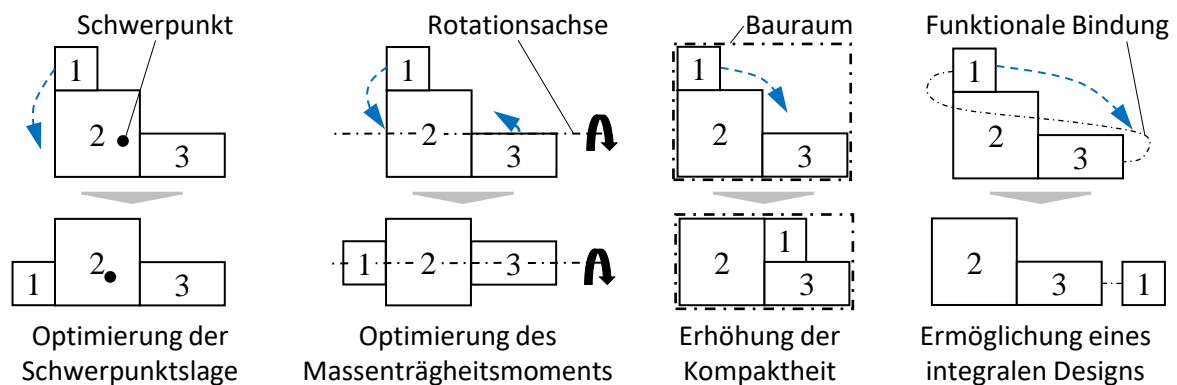 Schwerpunkt
Rotationsachse
Bauraum
Funktionale Bindung
1
2
3
1
2
3
1
2
3
1
2
3
1
2
3
1
2
3
1
2
3
2
3
1
Optimierung der
Schwerpunktslage
Optimierung des
Massenträgheitsmoments
Erhöhung der
Kompaktheit
Ermöglichung eines
integralen Designs